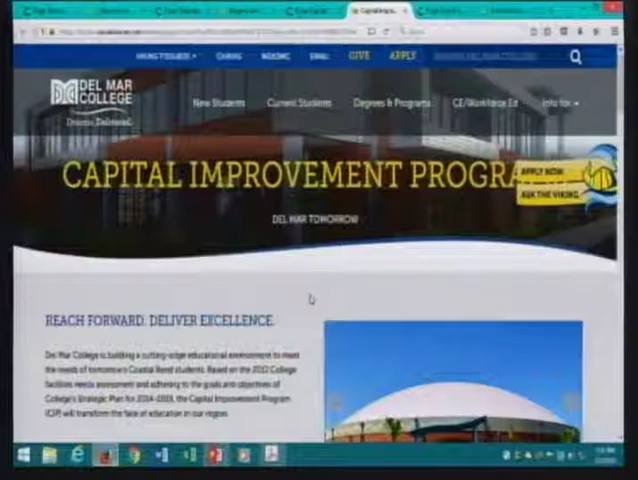 GIVE APPLY
DEL MAR
COLLEGE
Dreams. Delivered.
New Students Current Students Degrees & Programs CE/Workforce Ed Info for
CAPITAL IMPROVEMENT PROGRA
APPLY NOW
ASK THE VIKING
DEL MAR TOMORROW
REACH FORWARD. DELIVER EXCELLENCE.
Del Mar College is building a cutting-edge educational environment to meet
the needs of tomorrow's Coastal Bend students. Based on the 2012 College
facilities needs assessment and adhering to the goals and objectives of
College's Strategic Plan for 2014-2019, the Capital Improvement Program
(CIP) will transform the face of education in our region.